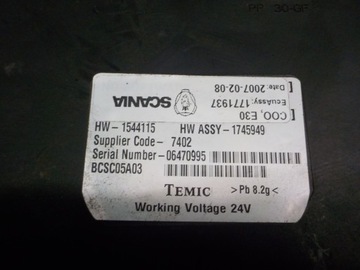 PP 30-GF
[ COO, E30
EcuAssy: 1771937
[Date: 2007-02-08
SCANIA
HW-1544115 HW ASSY-1745949
Supplier Code- 7402
Serial Number-06470995
BCSC05A03
TEMIC >Pb 8.2g<
Working Voltage 24V